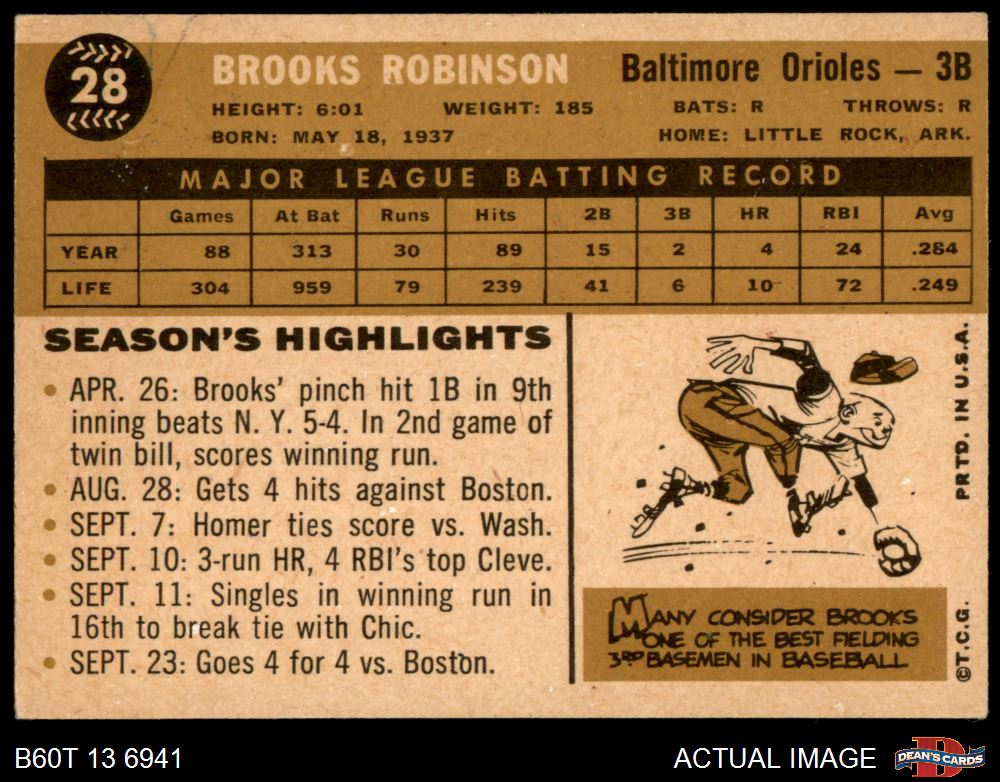 28
BROOKS ROBINSON
Baltimore Orioles — 3B
HEIGHT: 6:01 WEIGHT: 185 BATS: R THROWS: R
BORN: MAY 18, 1937 HOME: LITTLE ROCK, ARK.
MAJOR LEAGUE BATTING RECORD
Games At Bat Runs Hits 2B 3B HR RBI Avg
YEAR 88 313 30 89 15 2 4 24 .284
LIFE 304 959 79 239 41 6 10 72 .249
SEASON'S HIGHLIGHTS
• APR. 26: Brooks' pinch hit 1B in 9th
inning beats N. Y. 5-4. In 2nd game of
twin bill, scores winning run.
• AUG. 28: Gets 4 hits against Boston.
• SEPT. 7: Homer ties score vs. Wash.
• SEPT. 10: 3-run HR, 4 RBI's top Cleve.
• SEPT. 11: Singles in winning run in
16th to break tie with Chic.
• SEPT. 23: Goes 4 for 4 vs. Boston.
MANY CONSIDER BROOKS
ONE OF THE BEST FIELDING
3RD BASEMEN IN BASEBALL
©T.C.G. PRTD. IN U.S.A.
B60T 13 6941
ACTUAL IMAGE
D
DEAN'S CARDS